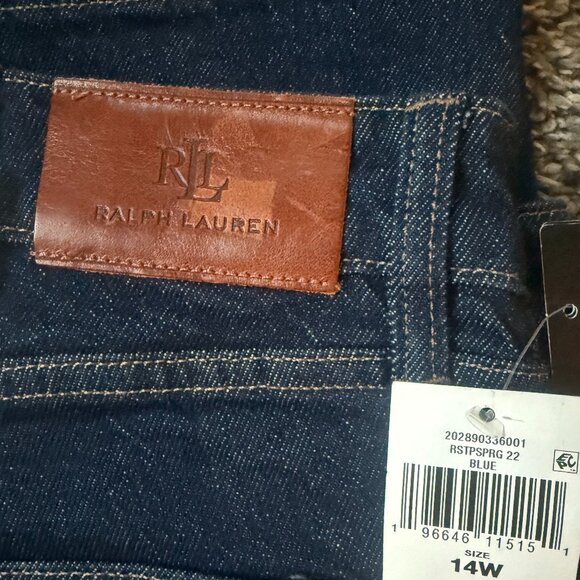 RLL
RALPH LAUREN
202890336001
RSTPSPRG 22
BLUE
1 96646 11515 1
SIZE
14W